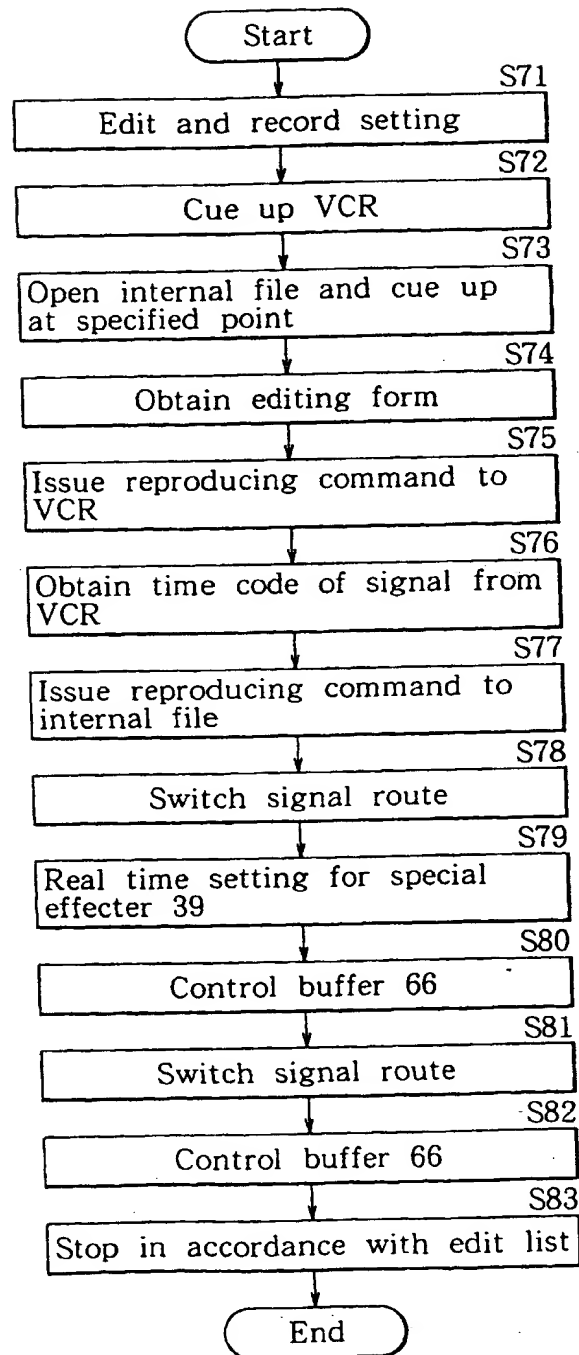 Start
S71
Edit and record setting
S72
Cue up VCR
S73
Open internal file and cue up
at specified point
S74
Obtain editing form
S75
Issue reproducing command to
VCR
S76
Obtain time code of signal from
VCR
S77
Issue reproducing command to
internal file
S78
Switch signal route
S79
Real time setting for special
effecter 39
S80
Control buffer 66
S81
Switch signal route
S82
Control buffer 66
S83
Stop in accordance with edit list
End